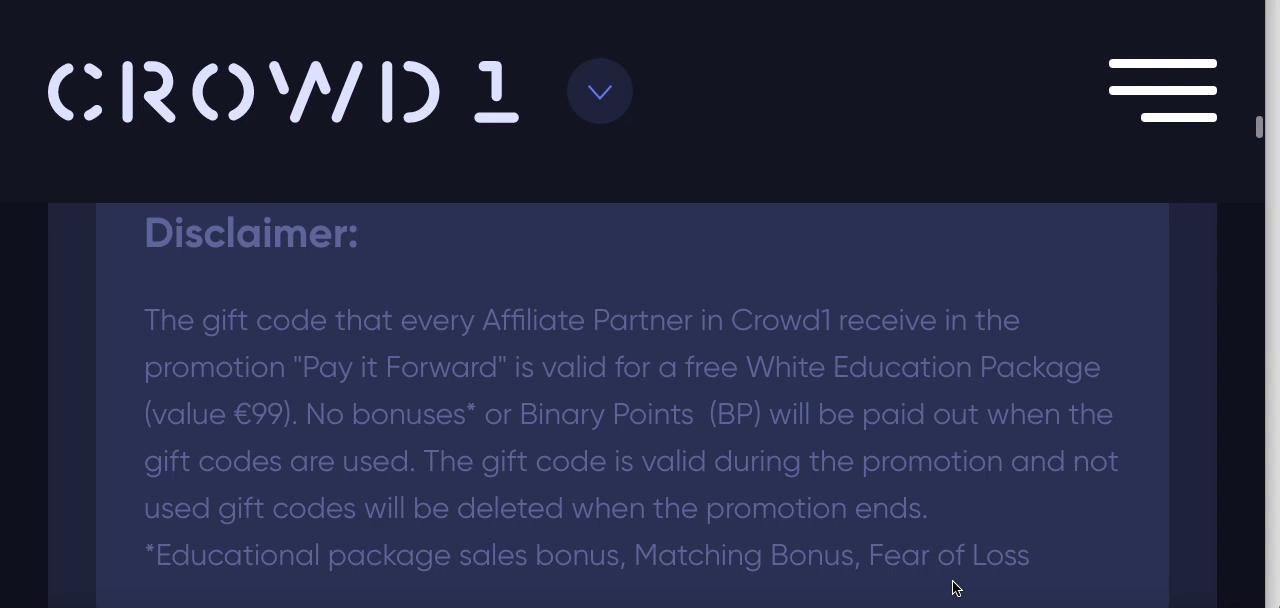 CROWD 1
Disclaimer:
The gift code that every Affiliate Partner in Crowd1 receive in the
promotion "Pay it Forward" is valid for a free White Education Package
(value €99). No bonuses* or Binary Points  (BP) will be paid out when the
gift codes are used. The gift code is valid during the promotion and not
used gift codes will be deleted when the promotion ends.
*Educational package sales bonus, Matching Bonus, Fear of Loss